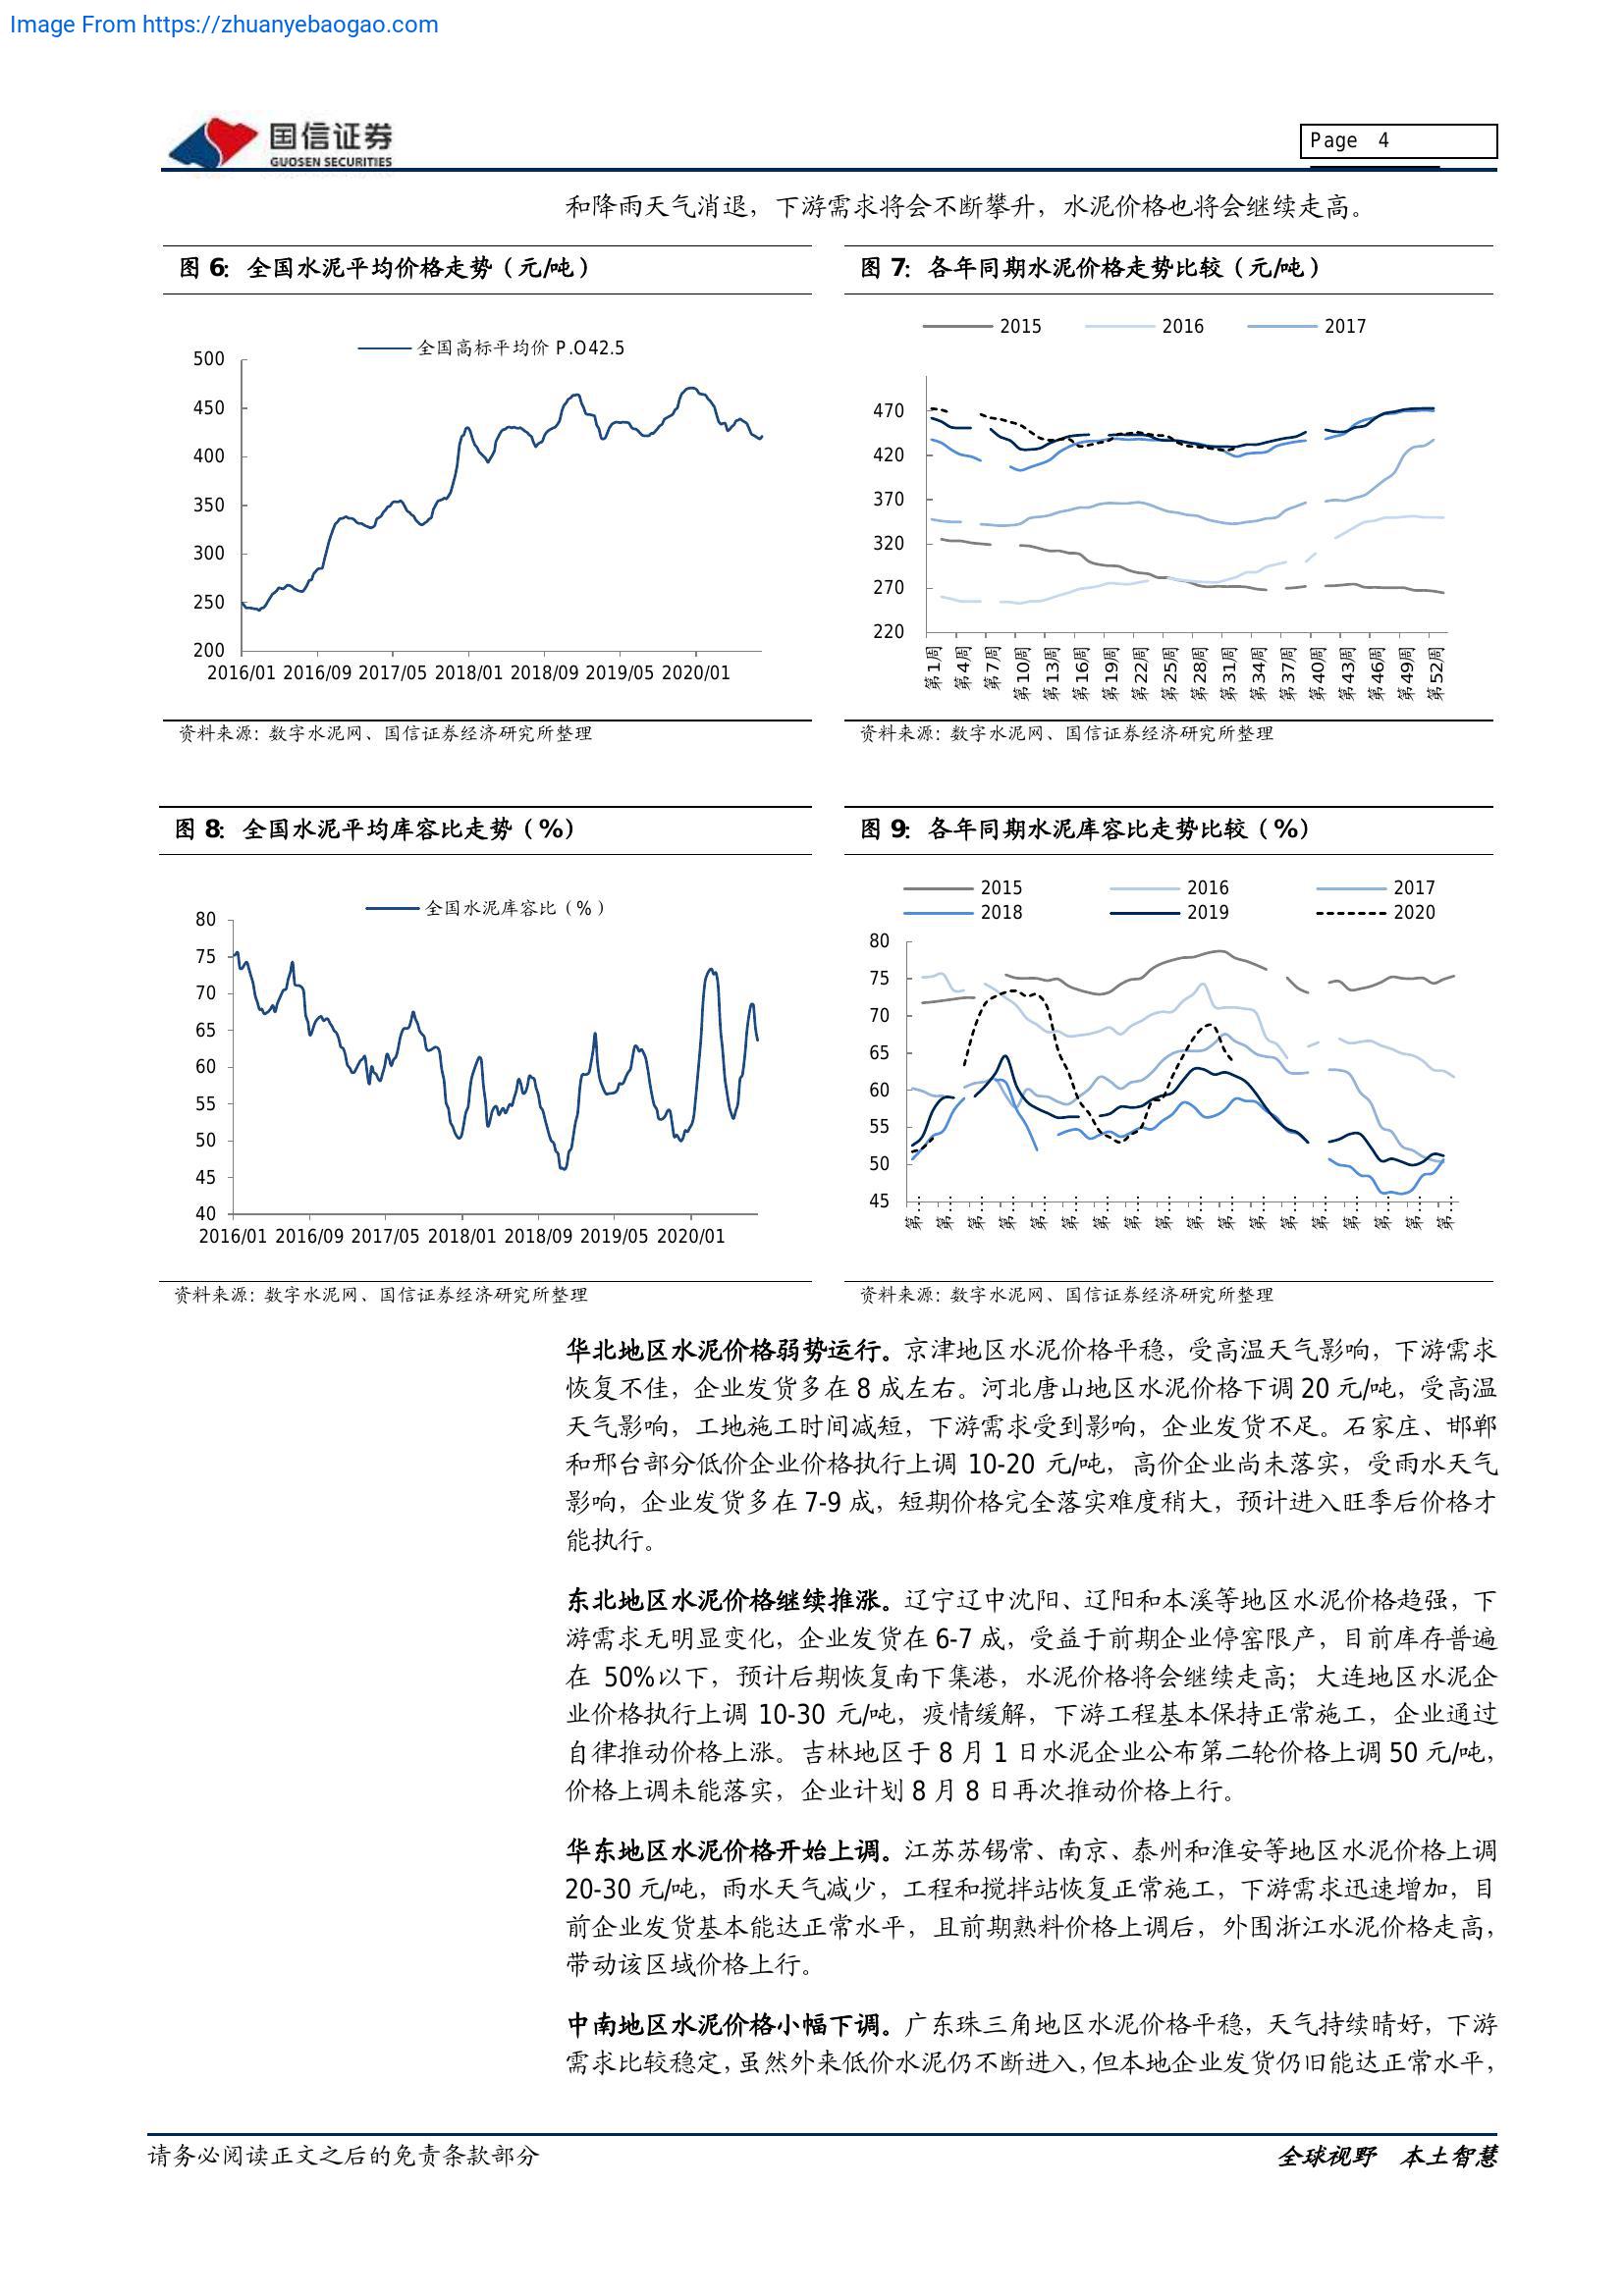 Image From https://zhuanyebaogao.com
国信证券
GUOSEN SECURITIES
Page 4
和降雨天气消退，下游需求将会不断攀升，水泥价格也将会继续走高。
图 6：全国水泥平均价格走势（元/吨）
全国高标平均价 P.O42.5
500
450
400
350
300
250
200
2016/01 2016/09 2017/05 2018/01 2018/09 2019/05 2020/01
资料来源：数字水泥网、国信证券经济研究所整理
图 7：各年同期水泥价格走势比较（元/吨）
2015 2016 2017
470
420
370
320
270
220
第1周 第4周 第7周 第10周 第13周 第16周 第19周 第22周 第25周 第28周 第31周 第34周 第37周 第40周 第43周 第46周 第49周 第52周
资料来源：数字水泥网、国信证券经济研究所整理
图 8：全国水泥平均库容比走势（%）
全国水泥库容比（%）
80
75
70
65
60
55
50
45
40
2016/01 2016/09 2017/05 2018/01 2018/09 2019/05 2020/01
资料来源：数字水泥网、国信证券经济研究所整理
图 9：各年同期水泥库容比走势比较（%）
2015 2016 2017
2018 2019 2020
80
75
70
65
60
55
50
45
第… 第… 第… 第… 第… 第… 第… 第… 第… 第… 第… 第… 第… 第… 第… 第… 第… 第…
资料来源：数字水泥网、国信证券经济研究所整理
华北地区水泥价格弱势运行。京津地区水泥价格平稳，受高温天气影响，下游需求
恢复不佳，企业发货多在 8 成左右。河北唐山地区水泥价格下调 20 元/吨，受高温
天气影响，工地施工时间减短，下游需求受到影响，企业发货不足。石家庄、邯郸
和邢台部分低价企业价格执行上调 10-20 元/吨，高价企业尚未落实，受雨水天气
影响，企业发货多在 7-9 成，短期价格完全落实难度稍大，预计进入旺季后价格才
能执行。
东北地区水泥价格继续推涨。辽宁辽中沈阳、辽阳和本溪等地区水泥价格趋强，下
游需求无明显变化，企业发货在 6-7 成，受益于前期企业停窑限产，目前库存普遍
在 50%以下，预计后期恢复南下集港，水泥价格将会继续走高；大连地区水泥企
业价格执行上调 10-30 元/吨，疫情缓解，下游工程基本保持正常施工，企业通过
自律推动价格上涨。吉林地区于 8 月 1 日水泥企业公布第二轮价格上调 50 元/吨，
价格上调未能落实，企业计划 8 月 8 日再次推动价格上行。
华东地区水泥价格开始上调。江苏苏锡常、南京、泰州和淮安等地区水泥价格上调
20-30 元/吨，雨水天气减少，工程和搅拌站恢复正常施工，下游需求迅速增加，目
前企业发货基本能达正常水平，且前期熟料价格上调后，外围浙江水泥价格走高，
带动该区域价格上行。
中南地区水泥价格小幅下调。广东珠三角地区水泥价格平稳，天气持续晴好，下游
需求比较稳定，虽然外来低价水泥仍不断进入，但本地企业发货仍旧能达正常水平，
请务必阅读正文之后的免责条款部分
全球视野 本土智慧